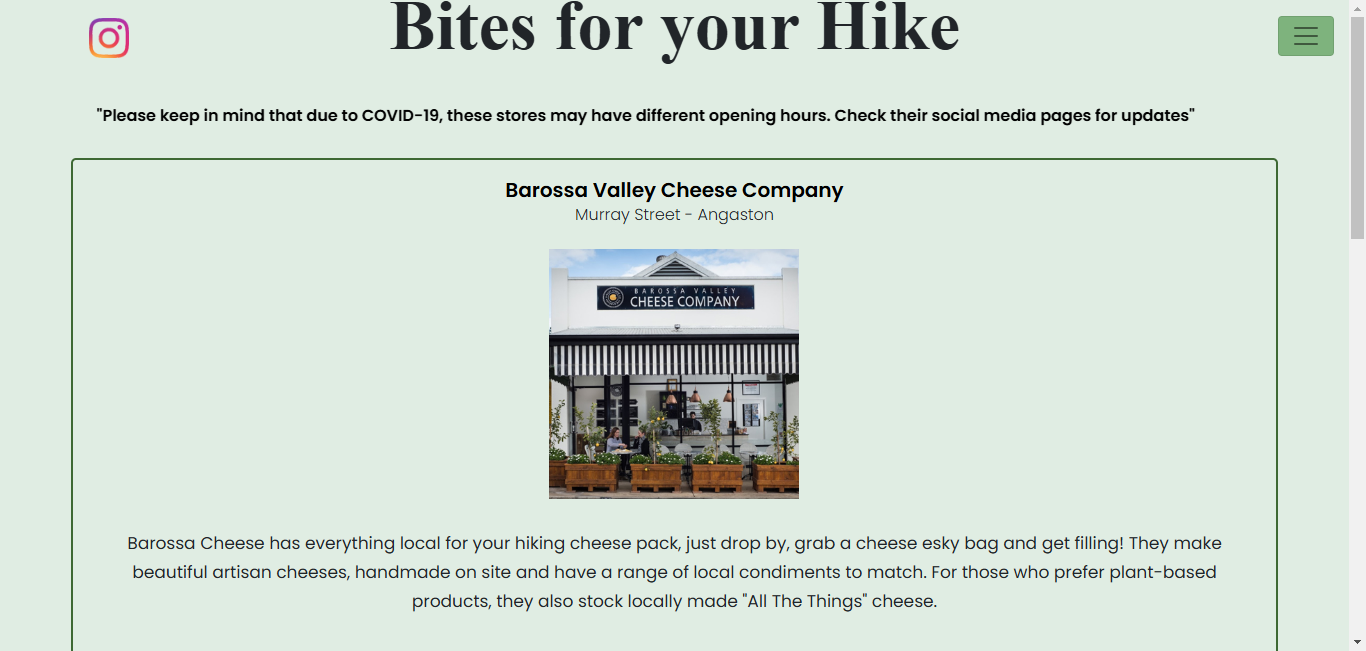 Bites for your Hike
"Please keep in mind that due to COVID-19, these stores may have different opening hours. Check their social media pages for updates"
Barossa Valley Cheese Company
Murray Street - Angaston
BAROSSA VALLEY
CHEESE COMPANY
Barossa Cheese has everything local for your hiking cheese pack, just drop by, grab a cheese esky bag and get filling! They make
beautiful artisan cheeses, handmade on site and have a range of local condiments to match. For those who prefer plant-based
products, they also stock locally made "All The Things" cheese.